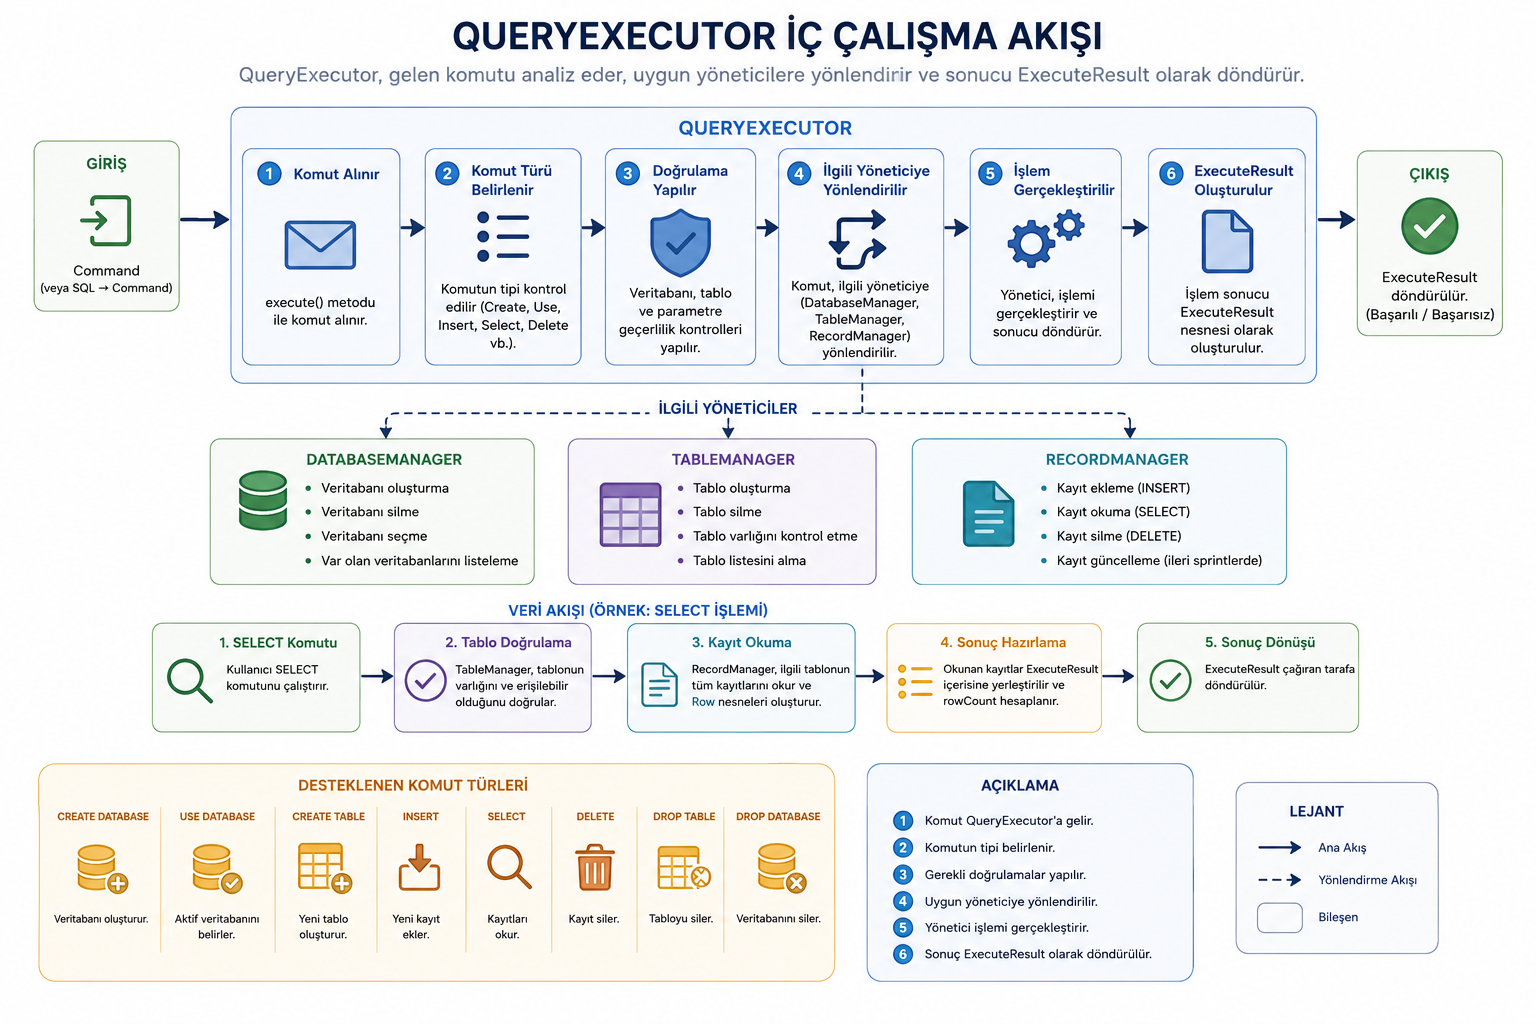 QUERYEXECUTOR İÇ ÇALIŞMA AKIŞI
QueryExecutor, gelen komutu analiz eder, uygun yöneticilere yönlendirir ve sonucu ExecuteResult olarak döndürür.
GİRİŞ
Command
(veya SQL → Command)
QUERYEXECUTOR
1 Komut Alınır
execute() metodu
ile komut alınır.
2 Komut Türü
Belirlenir
Komutun tipi kontrol
edilir (Create, Use,
Insert, Select, Delete
vb.).
3 Doğrulama
Yapılır
Veritabanı, tablo
ve parametre
geçerlilik kontrolleri
yapılır.
4 İlgili Yöneticiye
Yönlendirilir
Komut, ilgili yöneticiye
(DatabaseManager,
TableManager,
RecordManager)
yönlendirilir.
5 İşlem
Gerçekleştirilir
Yönetici, işlemi
gerçekleştirir ve
sonucu döndürür.
6 ExecuteResult
Oluşturulur
İşlem sonucu
ExecuteResult
nesnesi olarak
oluşturulur.
ÇIKIŞ
ExecuteResult
döndürülür.
(Başarılı / Başarısız)
İLGİLİ YÖNETİCİLER
DATABASEMANAGER
• Veritabanı oluşturma
• Veritabanı silme
• Veritabanı seçme
• Var olan veritabanlarını listeleme
TABLEMANAGER
• Tablo oluşturma
• Tablo silme
• Tablo varlığını kontrol etme
• Tablo listesini alma
RECORDMANAGER
• Kayıt ekleme (INSERT)
• Kayıt okuma (SELECT)
• Kayıt silme (DELETE)
• Kayıt güncelleme (ileri sprintlerde)
VERİ AKIŞI (ÖRNEK: SELECT İŞLEMİ)
1. SELECT Komutu
Kullanıcı SELECT
komutunu çalıştırır.
2. Tablo Doğrulama
TableManager, tablonun
varlığını ve erişilebilir
olduğunu doğrular.
3. Kayıt Okuma
RecordManager, ilgili tablonun
tüm kayıtlarını okur ve
Row nesneleri oluşturur.
4. Sonuç Hazırlama
Okunan kayıtlar ExecuteResult
içerisine yerleştirilir ve
rowCount hesaplanır.
5. Sonuç Dönüşü
ExecuteResult çağıran tarafa
döndürülür.
DESTEKLENEN KOMUT TÜRLERİ
CREATE DATABASE
Veritabanı oluşturur.
USE DATABASE
Aktif veritabanını
belirler.
CREATE TABLE
Yeni tablo
oluşturur.
INSERT
Yeni kayıt
ekler.
SELECT
Kayıtları
okur.
DELETE
Kayıt siler.
DROP TABLE
Tabloyu siler.
DROP DATABASE
Veritabanını siler.
AÇIKLAMA
1 Komut QueryExecutor'a gelir.
2 Komutun tipi belirlenir.
3 Gerekli doğrulamalar yapılır.
4 Uygun yöneticiye yönlendirilir.
5 Yönetici işlemi gerçekleştirir.
6 Sonuç ExecuteResult olarak döndürülür.
LEJANT
Ana Akış
Yönlendirme Akışı
Bileşen